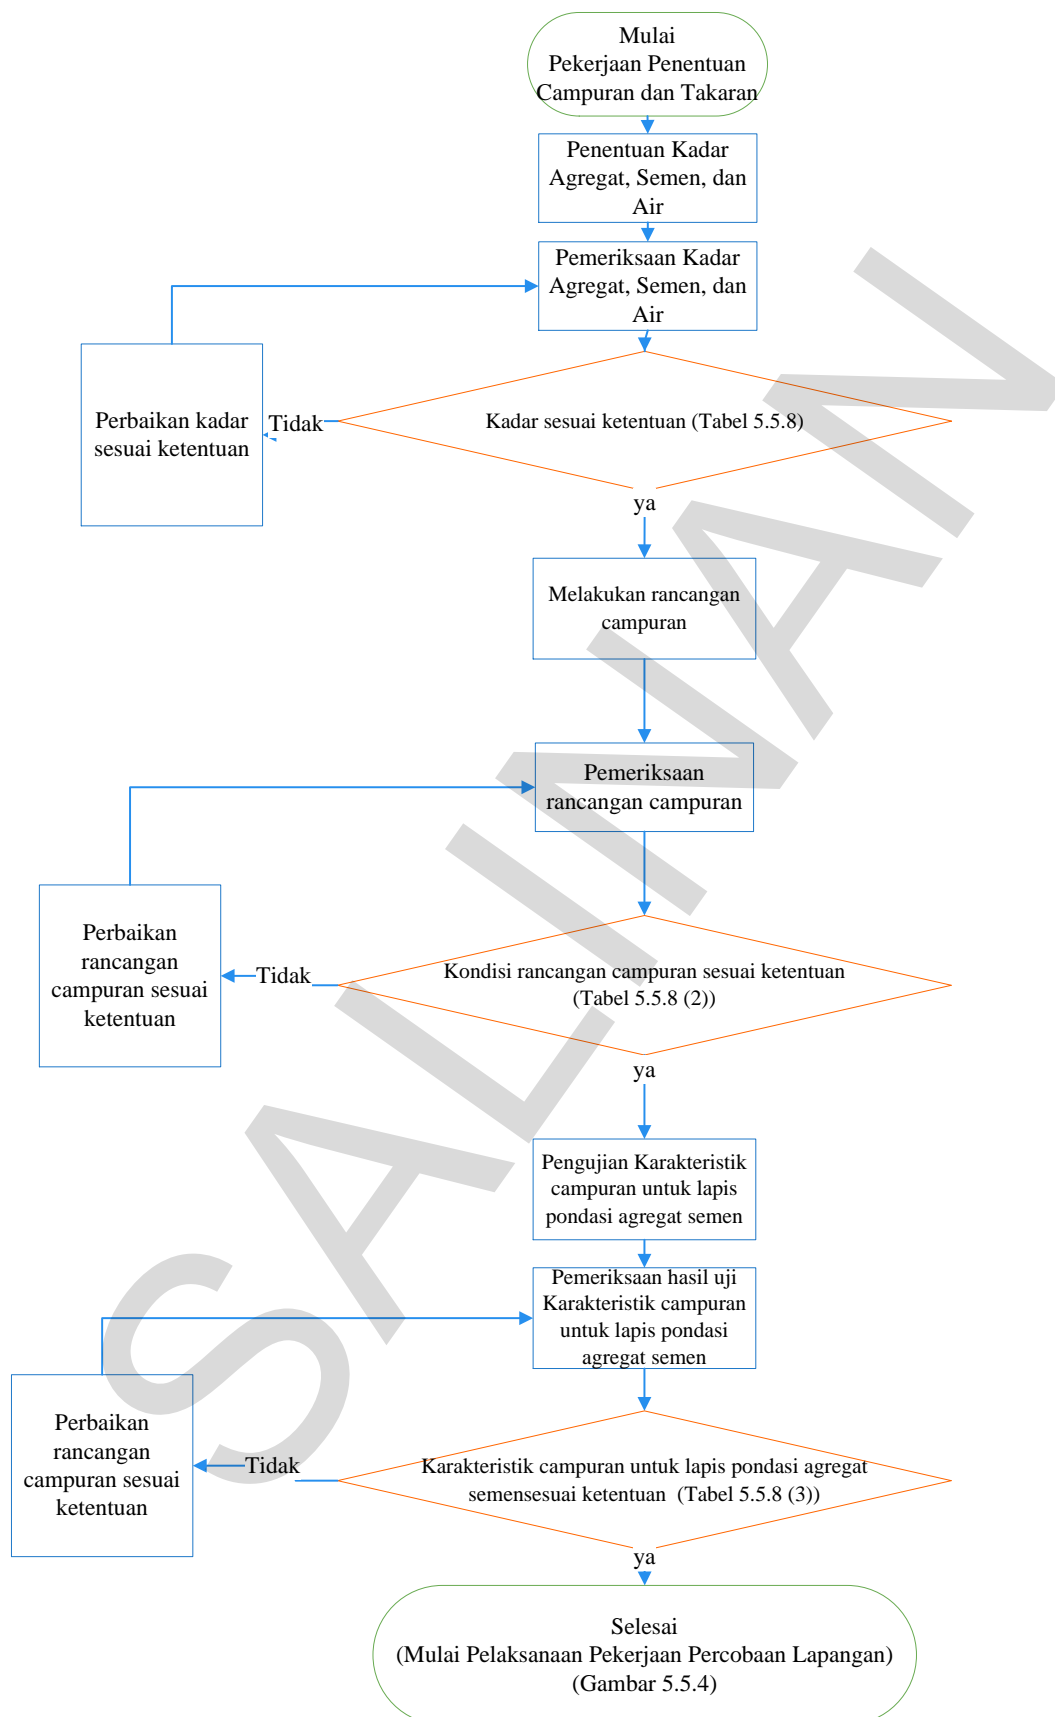 Mulai
Pekerjaan Penentuan
Campuran dan Takaran
Penentuan Kadar
Agregat, Semen, dan
Air
Pemeriksaan Kadar
Agregat, Semen, dan
Air
Perbaikan kadar
sesuai ketentuan
Tidak
Kadar sesuai ketentuan (Tabel 5.5.8)
ya
Melakukan rancangan
campuran
Pemeriksaan
rancangan campuran
Perbaikan
rancangan
campuran sesuai
ketentuan
Tidak
Kondisi rancangan campuran sesuai ketentuan
(Tabel 5.5.8 (2))
ya
Pengujian Karakteristik
campuran untuk lapis
pondasi agregat semen
Pemeriksaan hasil uji
Karakteristik campuran
untuk lapis pondasi
agregat semen
Perbaikan
rancangan
campuran sesuai
ketentuan
Tidak
Karakteristik campuran untuk lapis pondasi agregat
semensesuai ketentuan (Tabel 5.5.8 (3))
ya
Selesai
(Mulai Pelaksanaan Pekerjaan Percobaan Lapangan)
(Gambar 5.5.4)
SALINAN